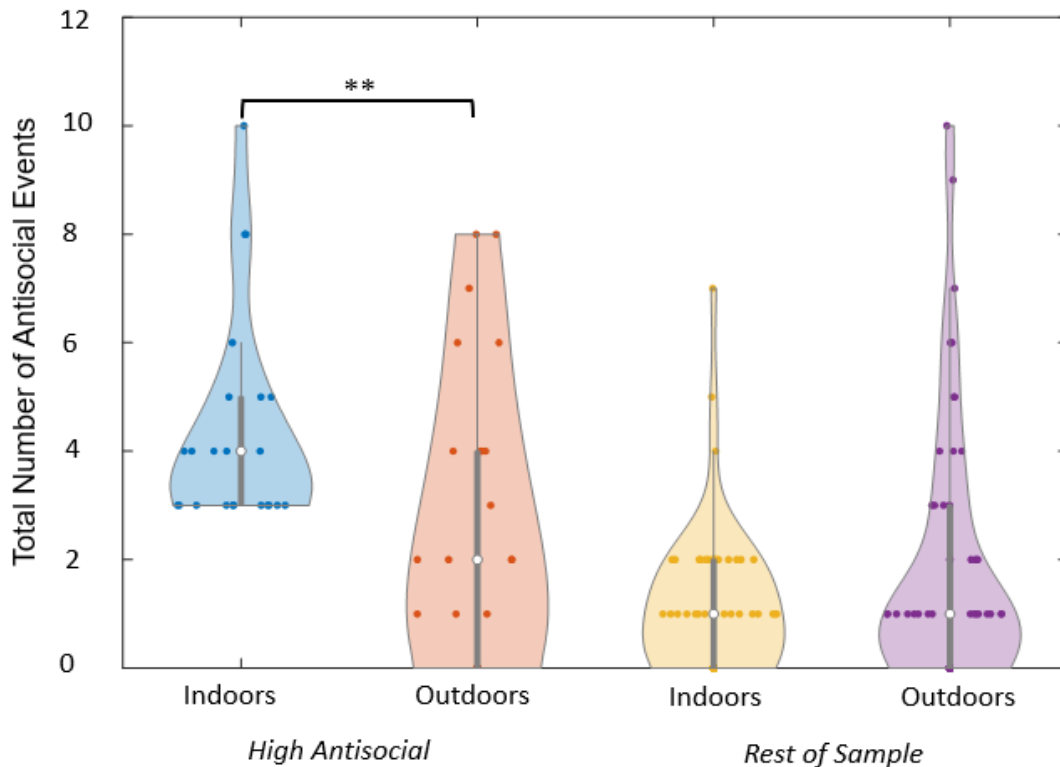 Total Number of Antisocial Events
12
10
8
6
4
2
0
**
Indoors Outdoors Indoors Outdoors
High Antisocial Rest of Sample